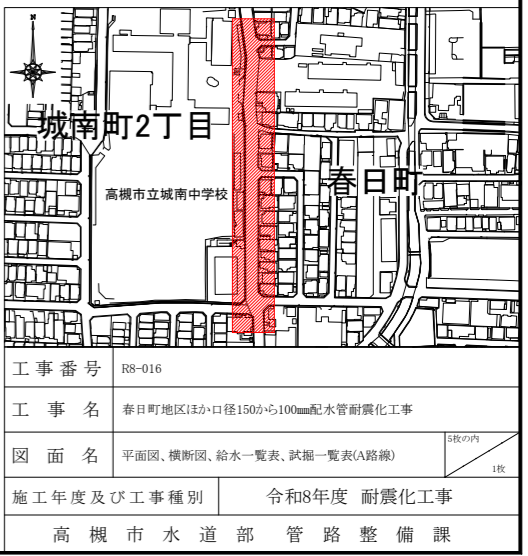 城南町2丁目
春日町
高槻市立城南中学校
工事番号 R8-016
工事名 春日町地区ほか口径150から100mm配水管耐震化工事
図面名 平面図、横断図、給水一覧表、試掘一覧表(A路線) 5枚の内 1枚
施工年度及び工事種別 令和8年度 耐震化工事
高槻市水道部 管路整備課